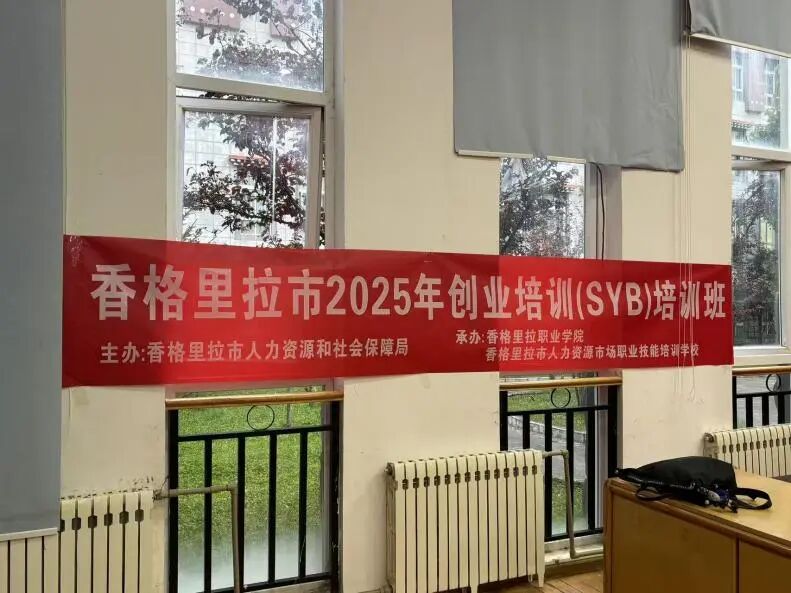 香格里拉市2025年创业培训(SYB)培训班
主办:香格里拉市人力资源和社会保障局
承办:香格里拉职业学院
香格里拉市人力资源市场职业技能培训学校